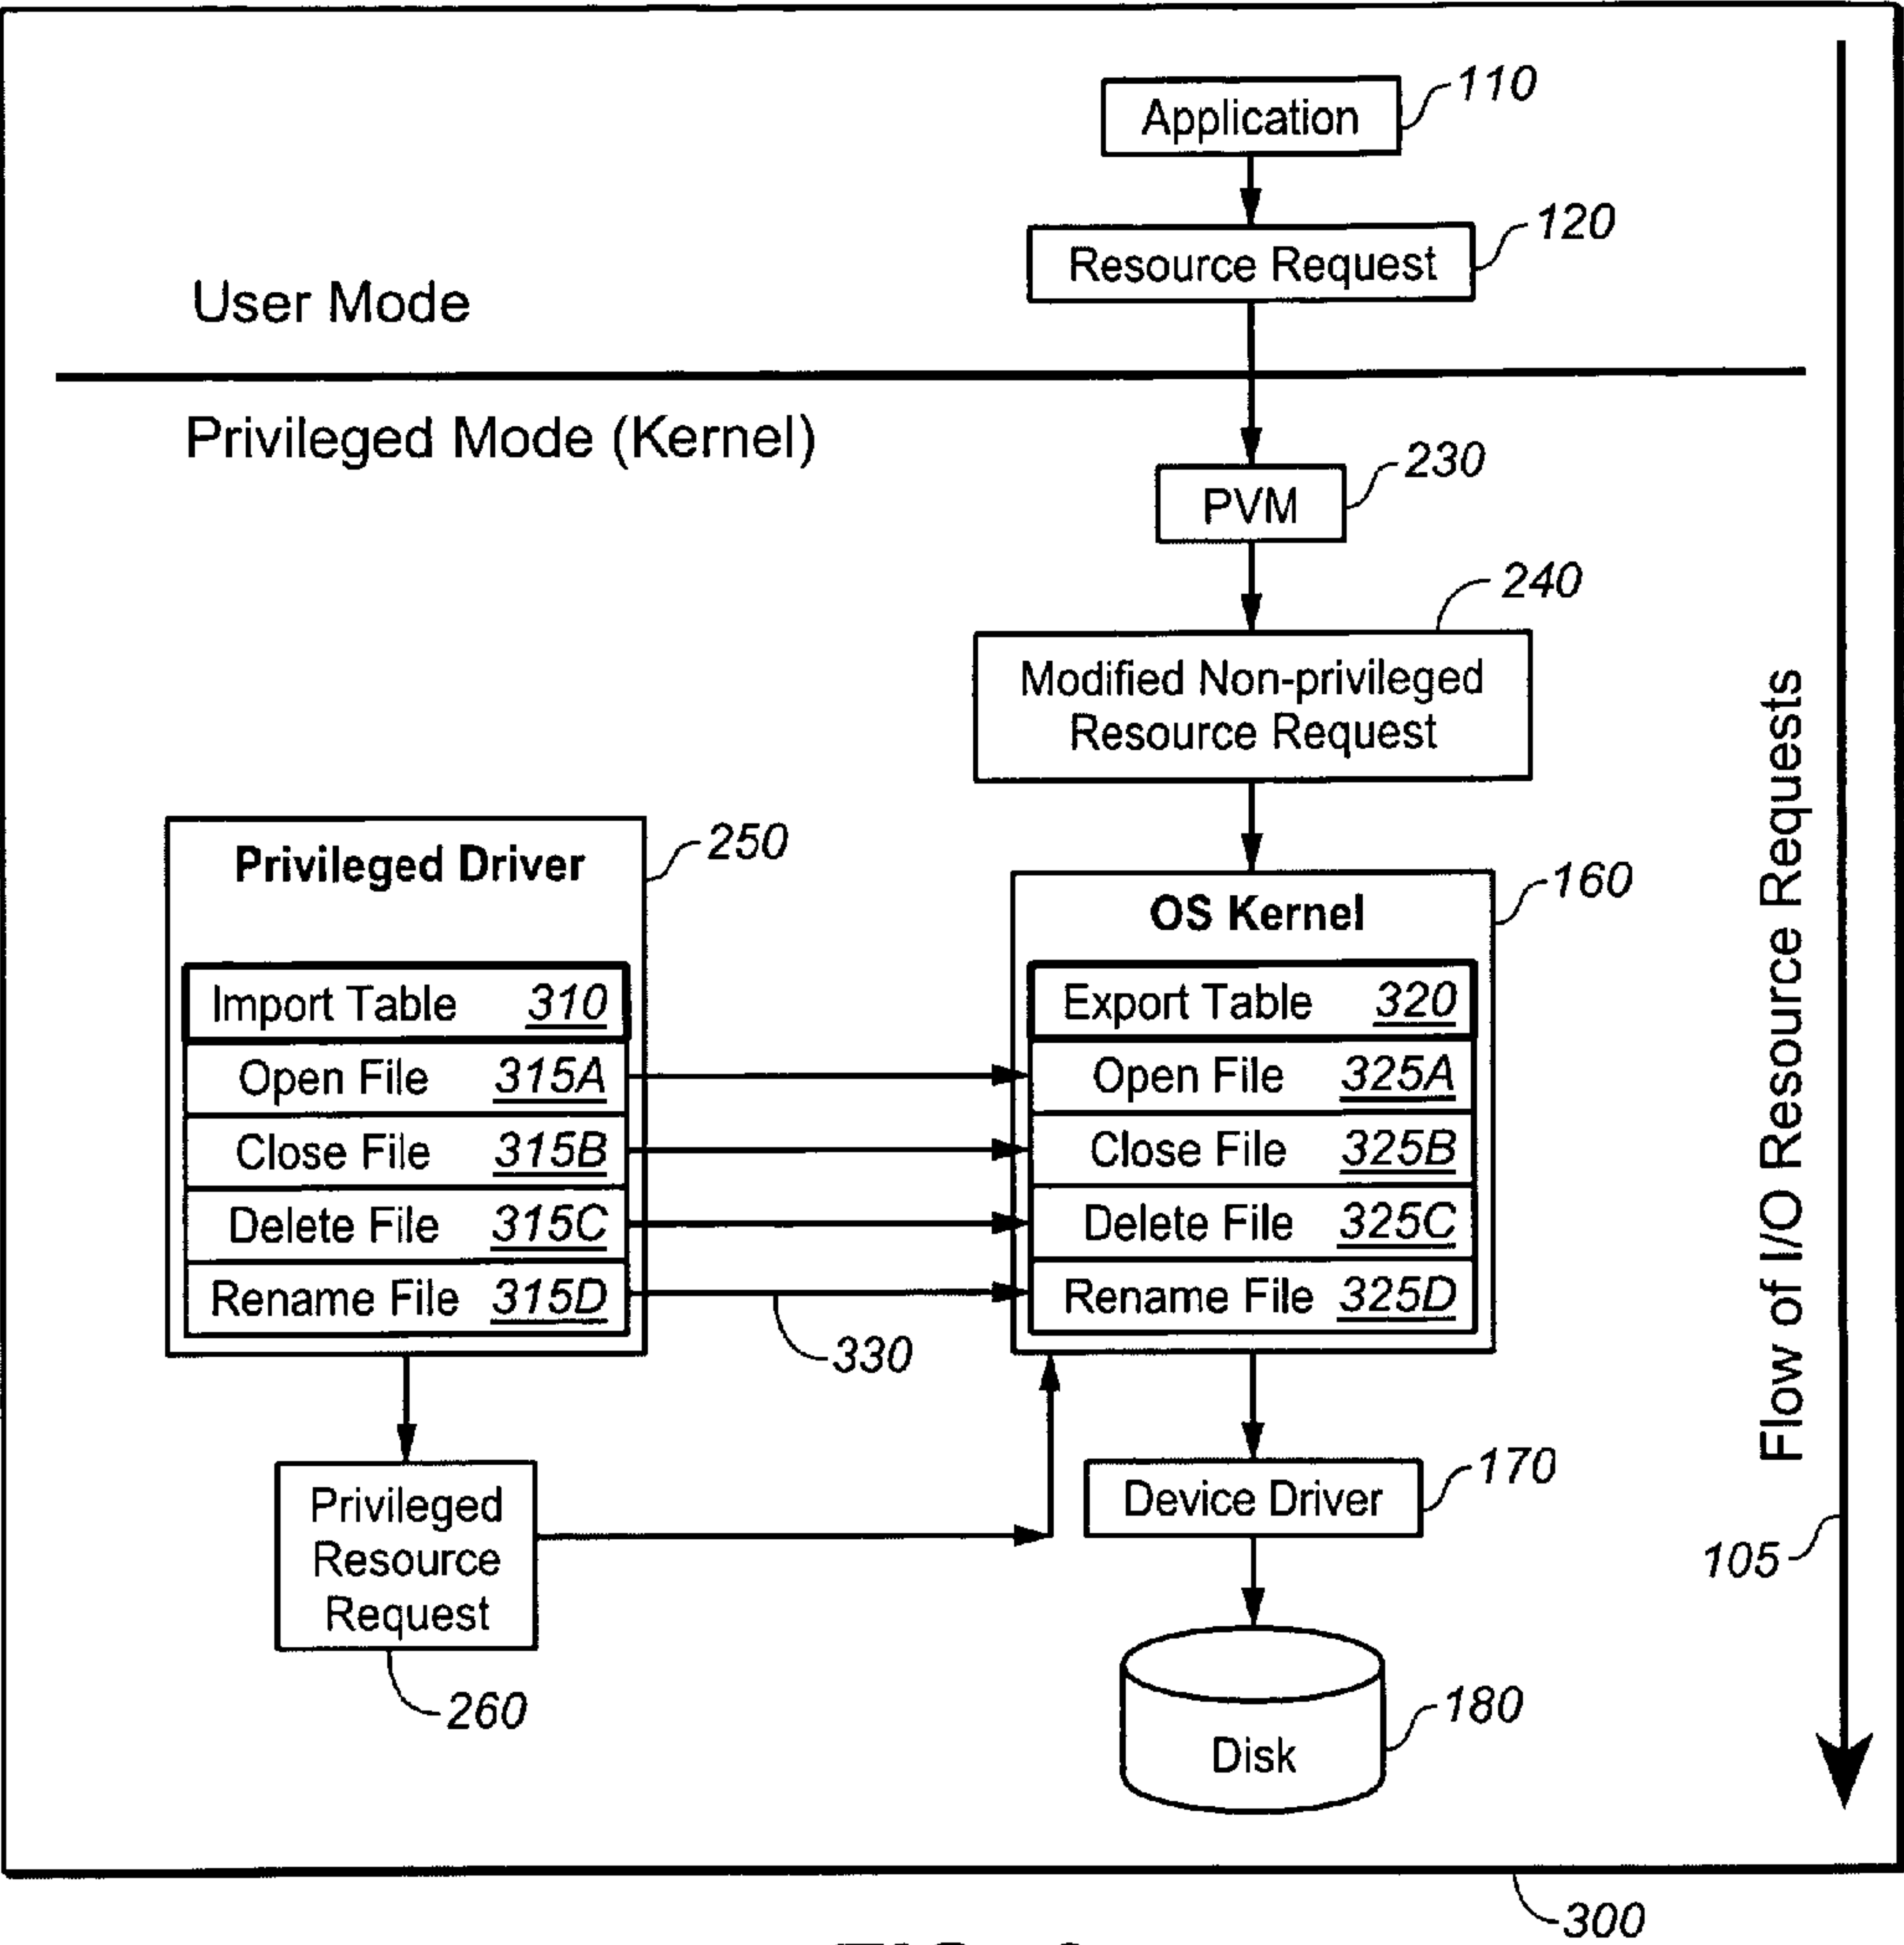 Application
110
Resource Request
120
User Mode
Privileged Mode (Kernel)
PVM
230
240
Modified Non-privileged
Resource Request
Privileged Driver
250
Import Table 310
Open File 315A
Close File 315B
Delete File 315C
Rename File 315D
OS Kernel
160
Export Table 320
Open File 325A
Close File 325B
Delete File 325C
Rename File 325D
330
Privileged
Resource
Request
260
Device Driver
170
Disk
180
Flow of I/O Resource Requests
105
300